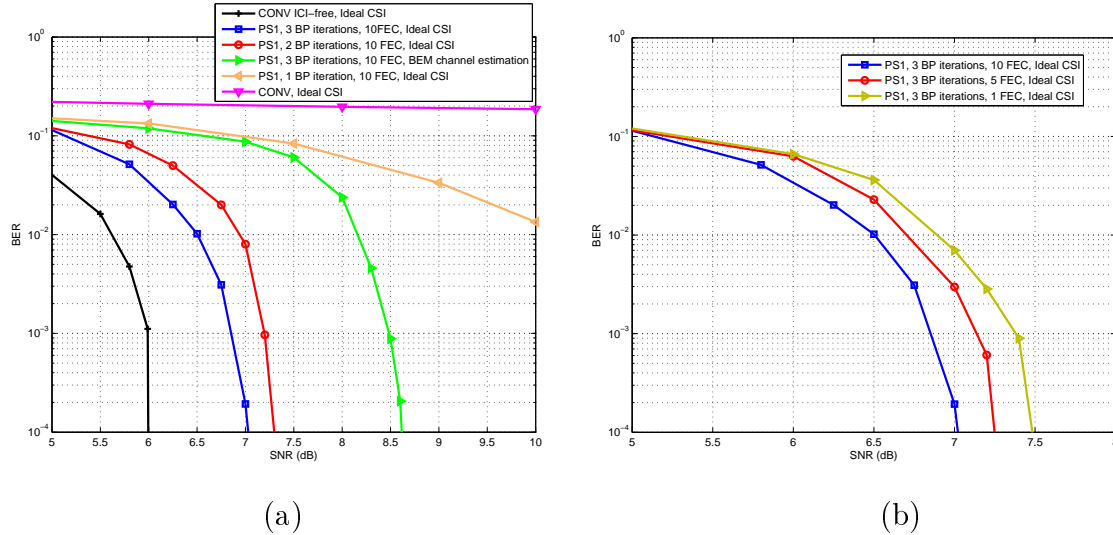 CONV ICI−free, Ideal CSI
PS1, 3 BP iterations, 10FEC, Ideal CSI
PS1, 2 BP iterations, 10 FEC, Ideal CSI
PS1, 3 BP iterations, 10 FEC, BEM channel estimation
PS1, 1 BP iteration, 10 FEC, Ideal CSI
CONV, Ideal CSI
10^0
10^−1
10^−2
10^−3
10^−4
BER
5 5.5 6 6.5 7 7.5 8 8.5 9 9.5 10
SNR (dB)
(a)
PS1, 3 BP iterations, 10 FEC, Ideal CSI
PS1, 3 BP iterations, 5 FEC, Ideal CSI
PS1, 3 BP iterations, 1 FEC, Ideal CSI
10^0
10^−1
10^−2
10^−3
10^−4
BER
5 5.5 6 6.5 7 7.5 8
SNR (dB)
(b)